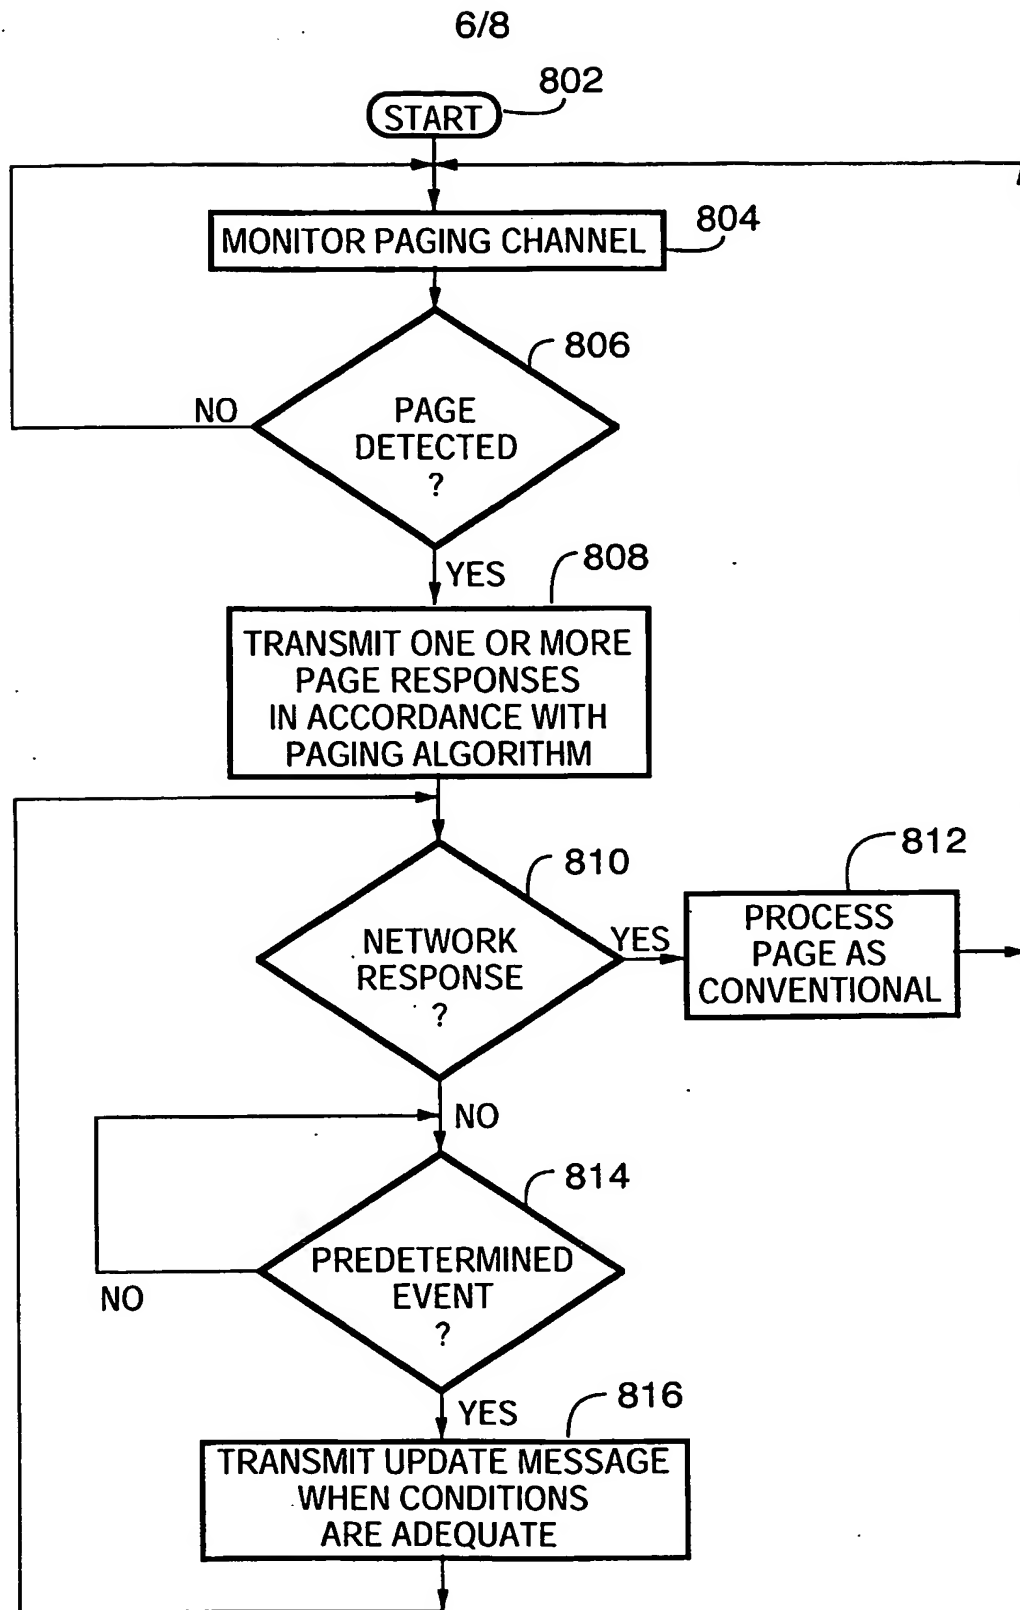 6/8
802
START
804
MONITOR PAGING CHANNEL
806
NO
PAGE
DETECTED
?
YES
808
TRANSMIT ONE OR MORE
PAGE RESPONSES
IN ACCORDANCE WITH
PAGING ALGORITHM
810
812
NETWORK
RESPONSE
?
YES
PROCESS
PAGE AS
CONVENTIONAL
NO
814
PREDETERMINED
EVENT
?
NO
YES
816
TRANSMIT UPDATE MESSAGE
WHEN CONDITIONS
ARE ADEQUATE